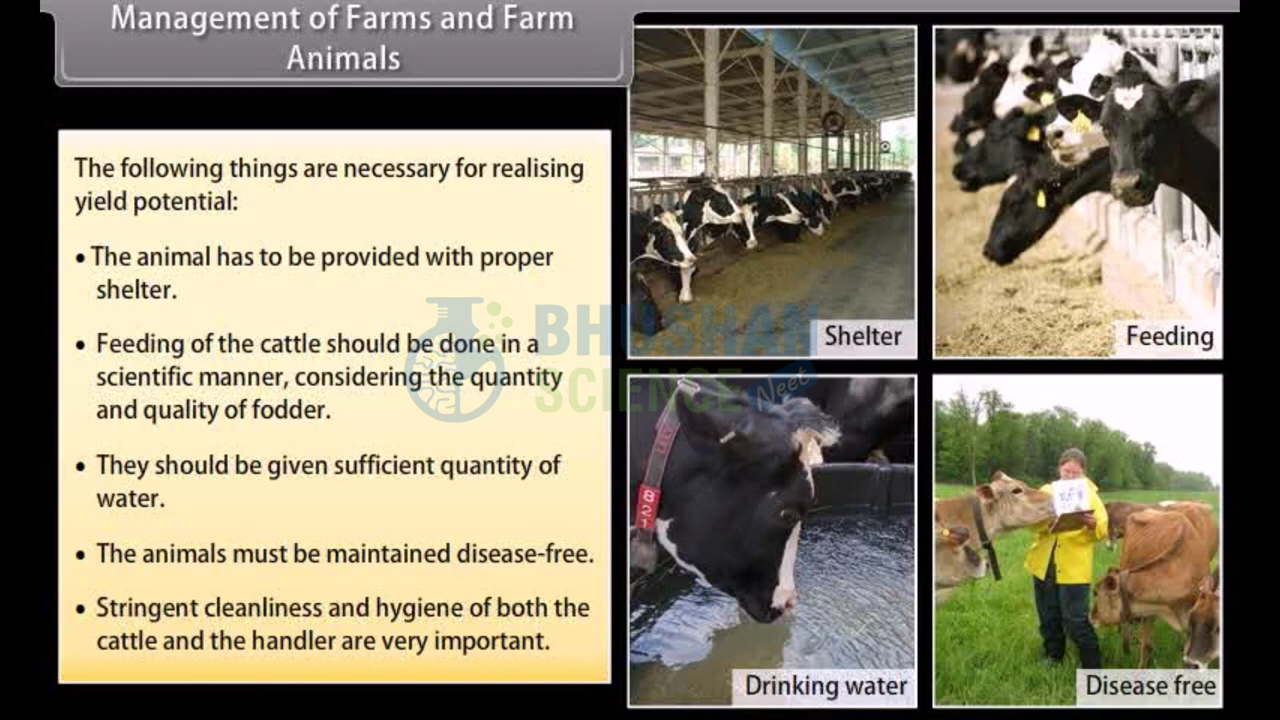 Management of Farms and Farm
Animals
The following things are necessary for realising
yield potential:
• The animal has to be provided with proper
shelter.
• Feeding of the cattle should be done in a
scientific manner, considering the quantity
and quality of fodder.
• They should be given sufficient quantity of
water.
• The animals must be maintained disease-free.
• Stringent cleanliness and hygiene of both the
cattle and the handler are very important.
Shelter
Feeding
Drinking water
Disease free
BHUSHAN
SCIENCE Neet